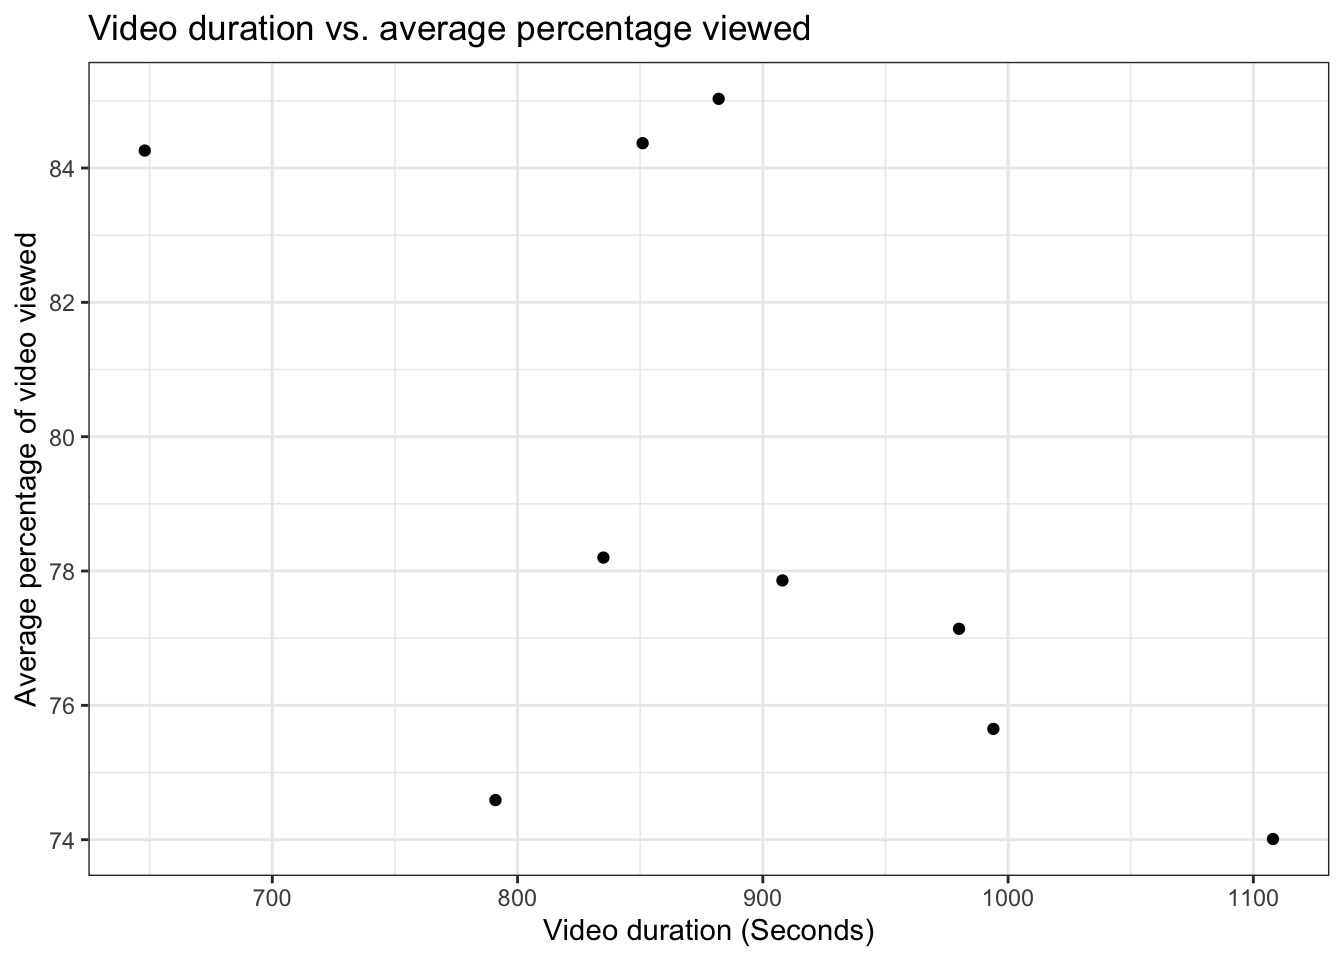 Video duration vs. average percentage viewed
Average percentage of video viewed
84
82
80
78
76
74
700 800 900 1000 1100
Video duration (Seconds)